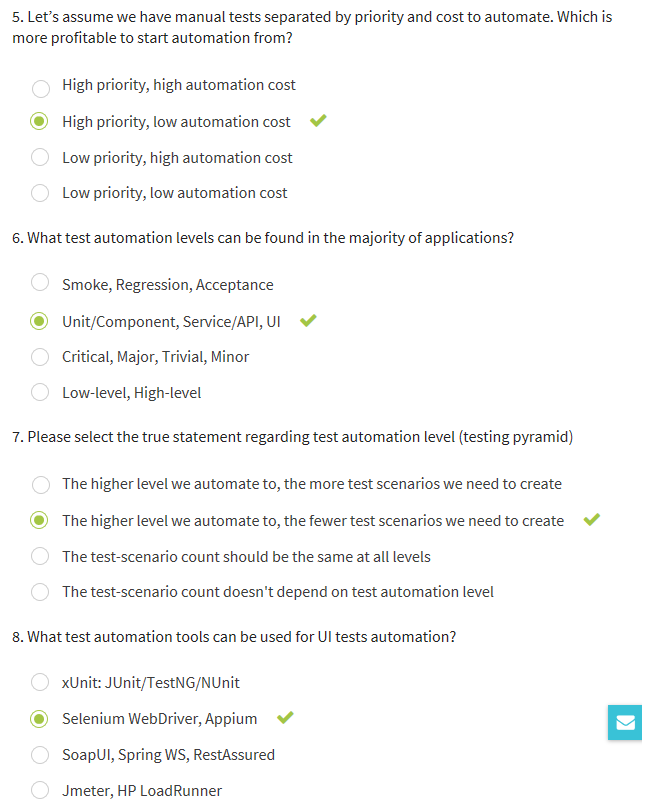 5. Let’s assume we have manual tests separated by priority and cost to automate. Which is
more profitable to start automation from?
High priority, high automation cost
High priority, low automation cost
Low priority, high automation cost
Low priority, low automation cost
6. What test automation levels can be found in the majority of applications?
Smoke, Regression, Acceptance
Unit/Component, Service/API, UI
Critical, Major, Trivial, Minor
Low-level, High-level
7. Please select the true statement regarding test automation level (testing pyramid)
The higher level we automate to, the more test scenarios we need to create
The higher level we automate to, the fewer test scenarios we need to create
The test-scenario count should be the same at all levels
The test-scenario count doesn't depend on test automation level
8. What test automation tools can be used for UI tests automation?
xUnit: JUnit/TestNG/NUnit
Selenium WebDriver, Appium
SoapUI, Spring WS, RestAssured
Jmeter, HP LoadRunner